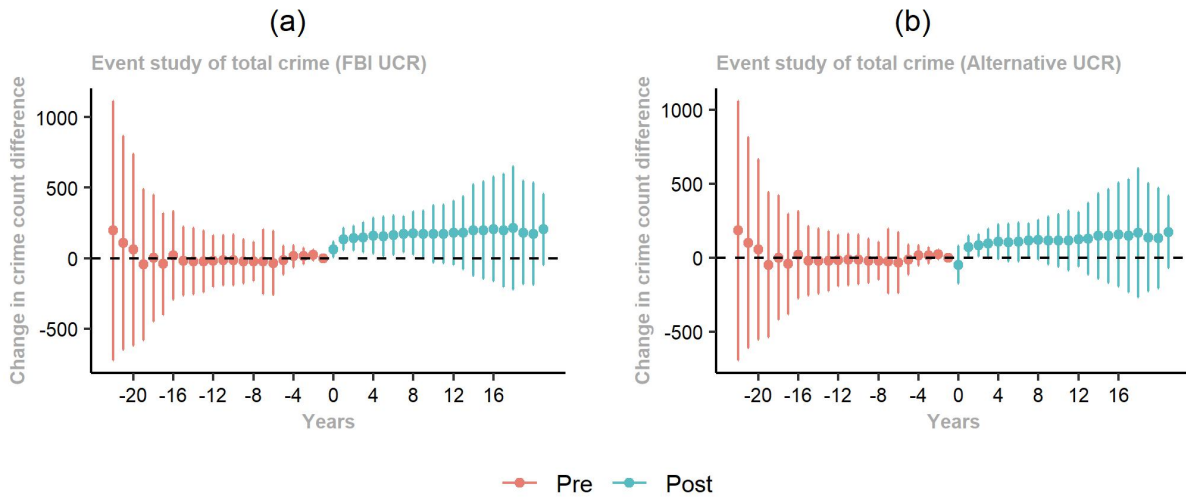 (a)
Event study of total crime (FBI UCR)
Change in crime count difference
1000
500
0
-500
-20 -16 -12 -8 -4 0 4 8 12 16
Years
(b)
Event study of total crime (Alternative UCR)
Change in crime count difference
1000
500
0
-500
-20 -16 -12 -8 -4 0 4 8 12 16
Years
Pre Post